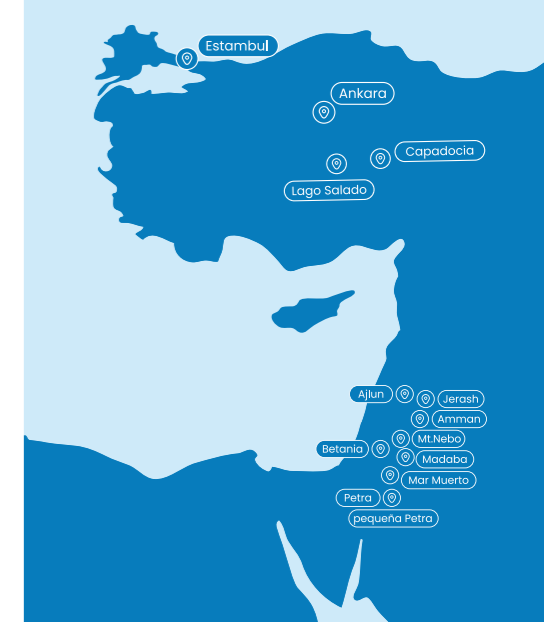 Estambul
Ankara
Capadocia
Lago Salado
Ajlun
Jerash
Amman
Mt.Nebo
Betania
Madaba
Mar Muerto
Petra
pequeña Petra